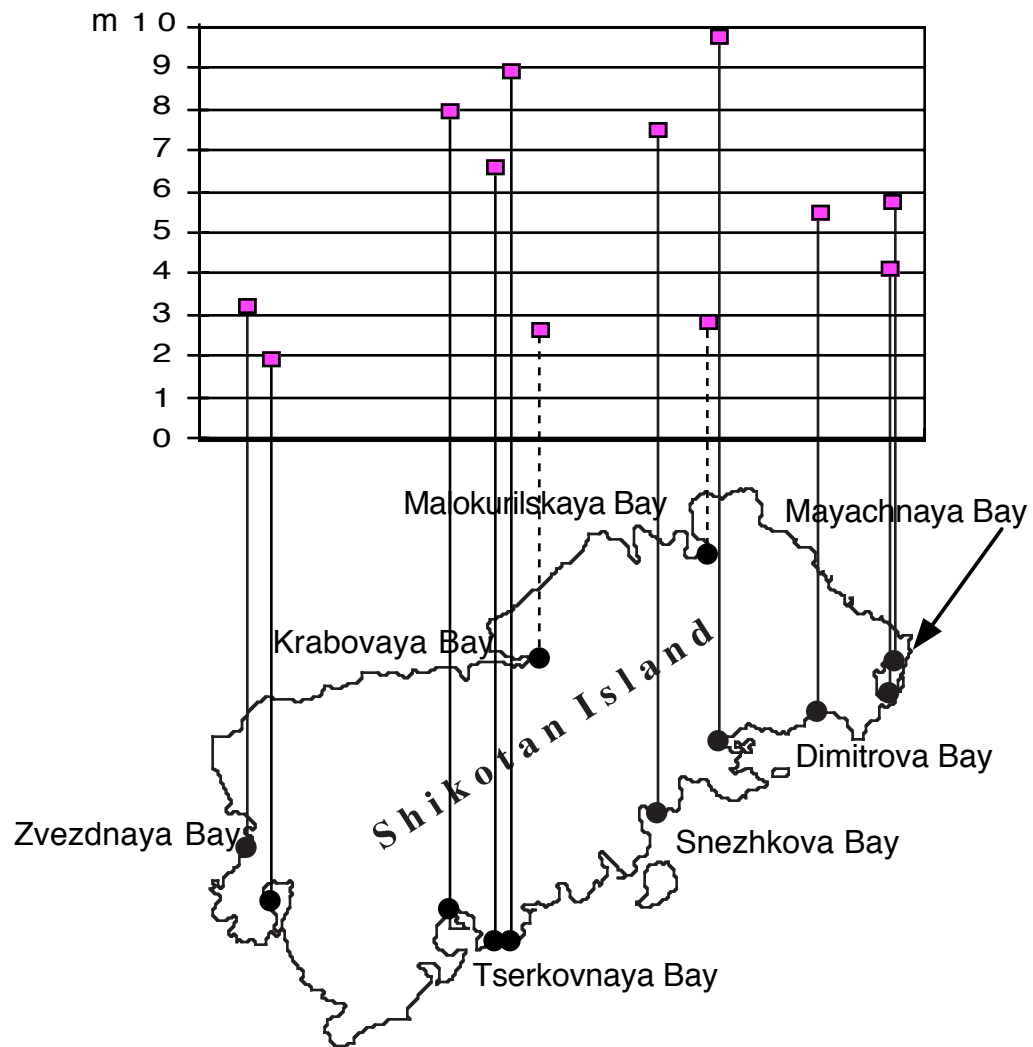 m 10
9
8
7
6
5
4
3
2
1
0
Malokurilskaya Bay
Mayachnaya Bay
Krabovaya Bay
Shikotan Island
Dimitrova Bay
Zvezdnaya Bay
Snezhkova Bay
Tserkovnaya Bay